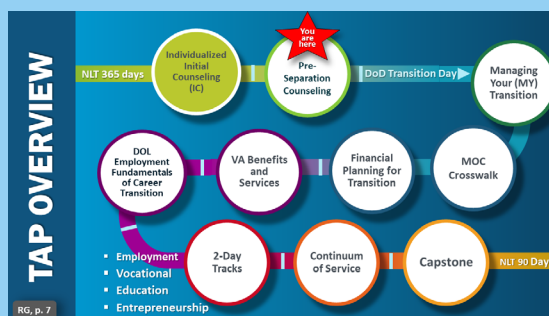 TAP OVERVIEW
RG, p. 7
NLT 365 days
Individualized
Initial
Counseling
(IC)
You
are
here
Pre-
Separation
Counseling
DoD Transition Day
Managing
Your (MY)
Transition
DOL
Employment
Fundamentals
of Career
Transition
VA Benefits
and
Services
Financial
Planning for
Transition
MOC
Crosswalk
▪ Employment
▪ Vocational
▪ Education
▪ Entrepreneurship
2-Day
Tracks
Continuum
of Service
Capstone
NLT 90 Day